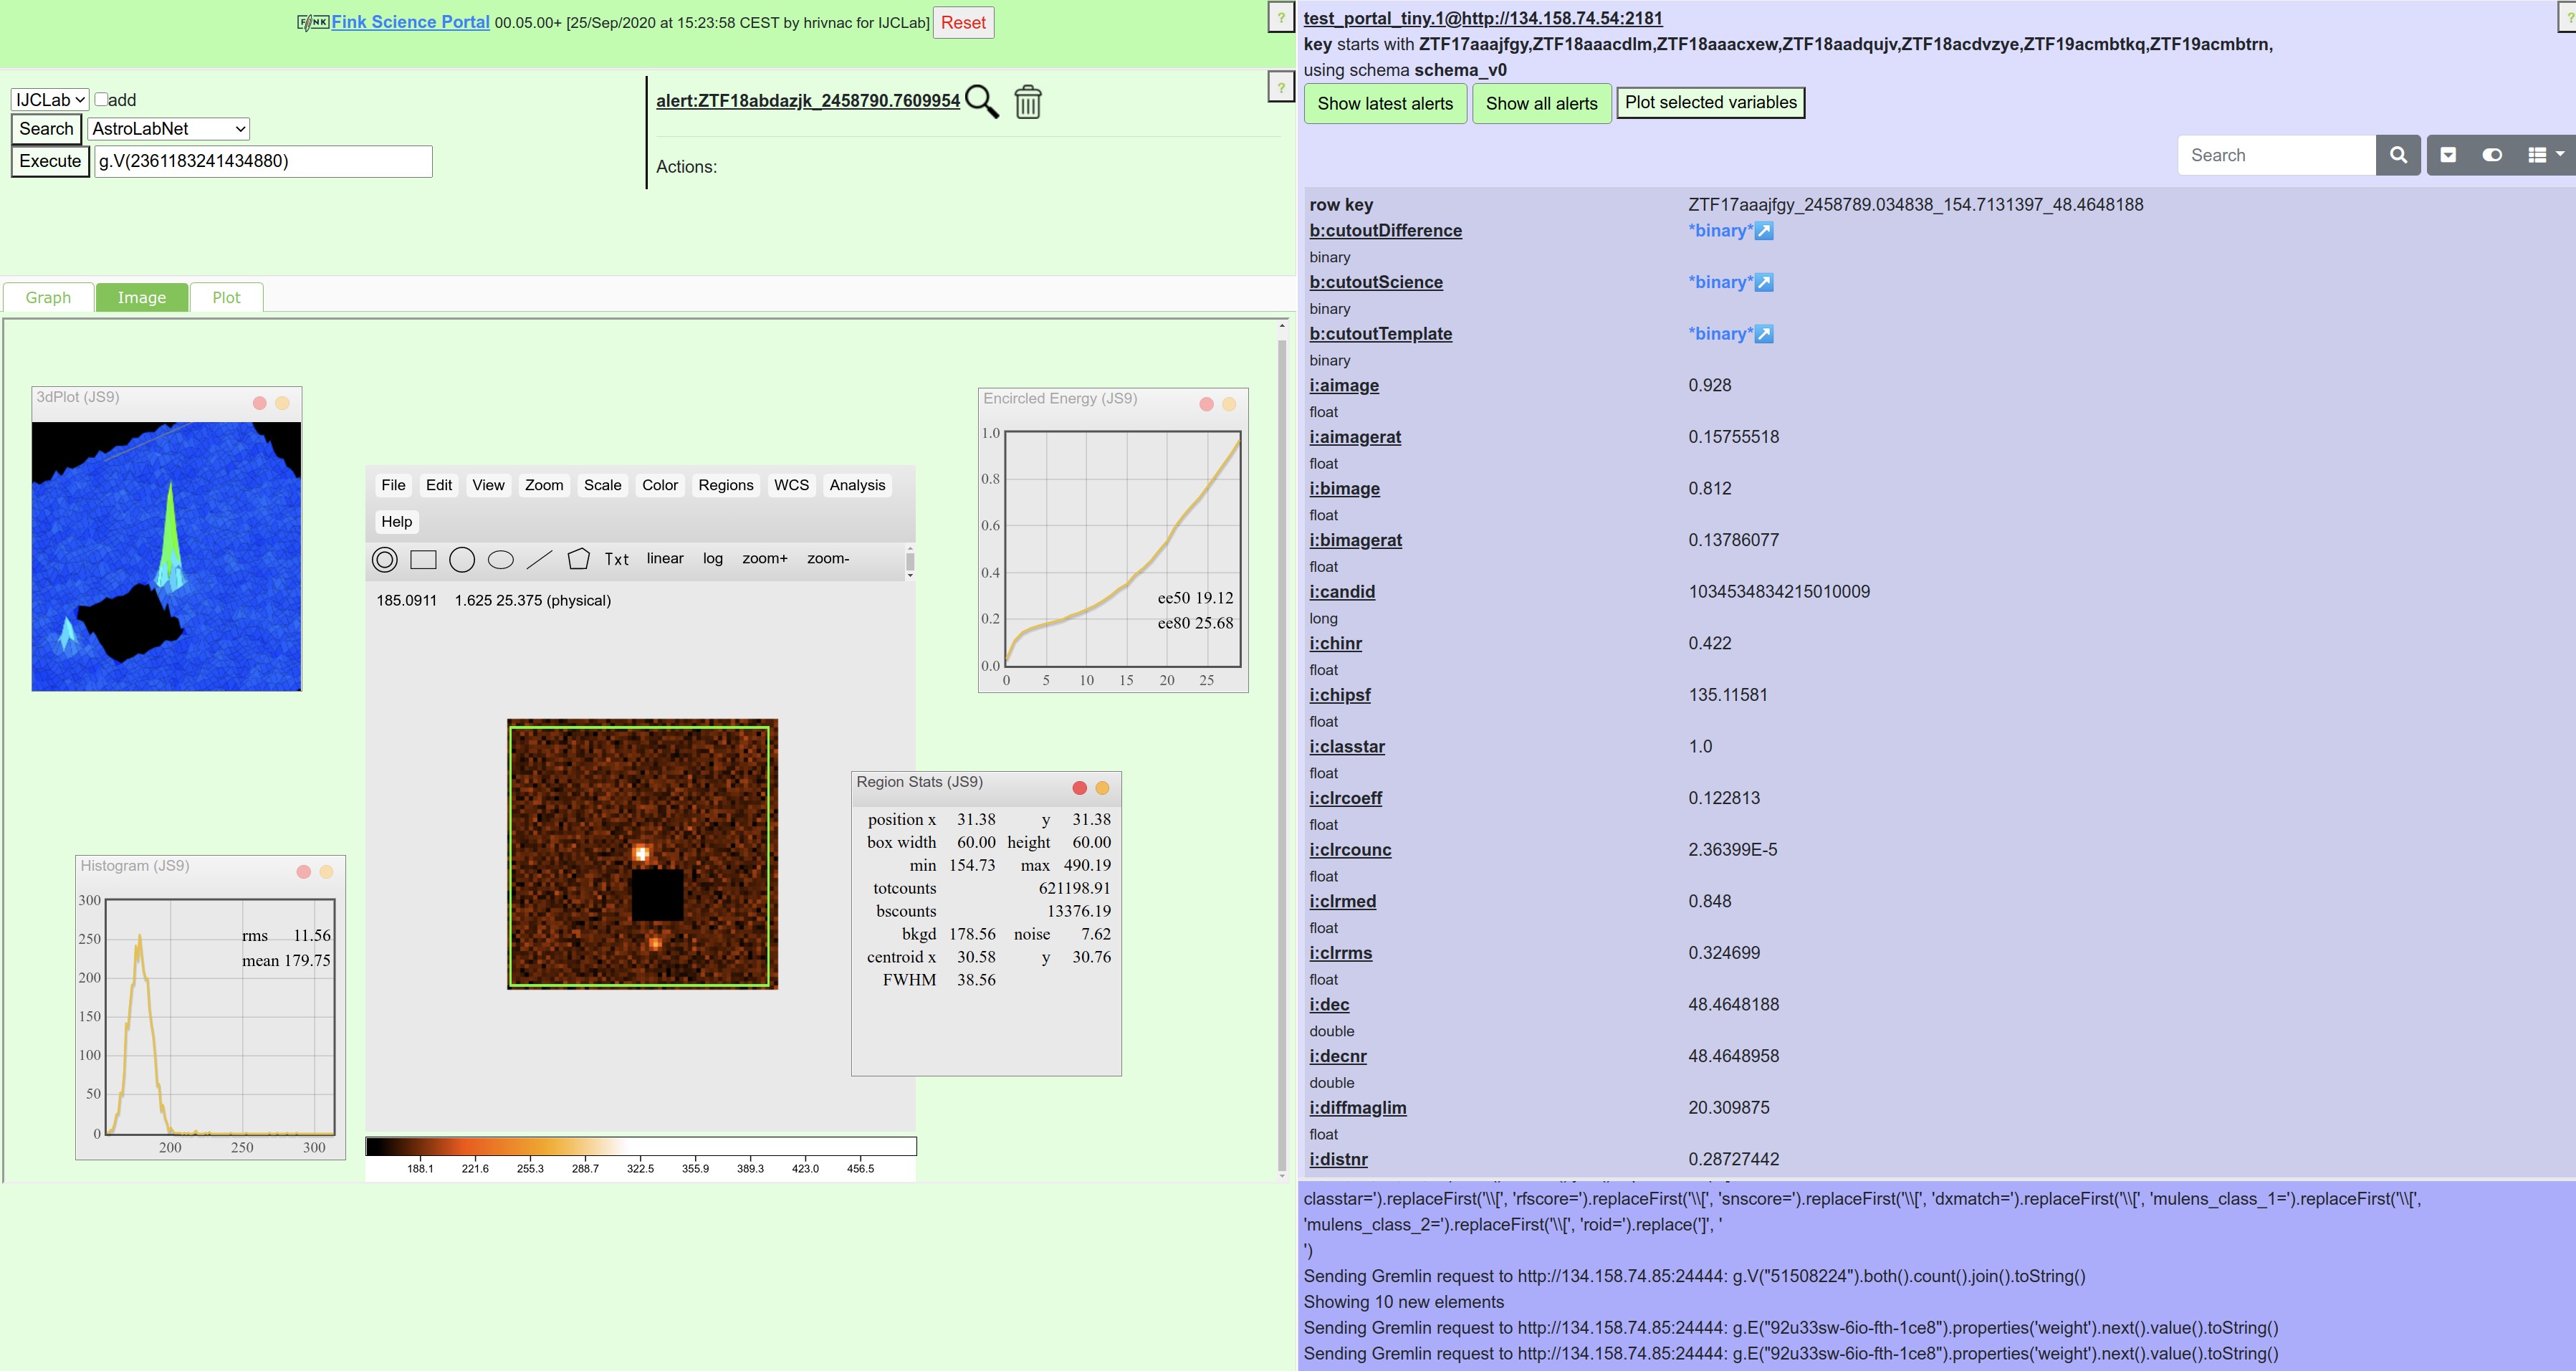 FINK Fink Science Portal 00.05.00+ [25/Sep/2020 at 15:23:58 CEST by hrivnac for IJCLab] Reset
?
?
IJCLab add
Search AstroLabNet
Execute g.V(2361183241434880)
alert:ZTF18abdazjk_2458790.7609954
Actions:
Graph Image Plot
3dPlot (JS9)
File Edit View Zoom Scale Color Regions WCS Analysis
Help
Txt linear log zoom+ zoom-
185.0911 1.625 25.375 (physical)
188.1 221.6 255.3 288.7 322.5 355.9 389.3 423.0 456.5
Encircled Energy (JS9)
1.0
0.8
0.6
0.4
0.2
0.0
ee50 19.12
ee80 25.68
0 5 10 15 20 25
Region Stats (JS9)
position x 31.38 y 31.38
box width 60.00 height 60.00
min 154.73 max 490.19
totcounts 621198.91
bscounts 13376.19
bkgd 178.56 noise 7.62
centroid x 30.58 y 30.76
FWHM 38.56
Histogram (JS9)
300
250
200
150
100
50
0
rms 11.56
mean 179.75
200 250 300
test_portal_tiny.1@http://134.158.74.54:2181
?
key starts with ZTF17aaajfgy,ZTF18aaacdlm,ZTF18aaacxew,ZTF18aadqujv,ZTF18acdvzye,ZTF19acmbtkq,ZTF19acmbtrn,
using schema schema_v0
Show latest alerts Show all alerts Plot selected variables
Search
row key ZTF17aaajfgy_2458789.034838_154.7131397_48.4648188
b:cutoutDifference *binary*
binary
b:cutoutScience *binary*
binary
b:cutoutTemplate *binary*
binary
i:aimage 0.928
float
i:aimagerat 0.15755518
float
i:bimage 0.812
float
i:bimagerat 0.13786077
float
i:candid 1034534834215010009
long
i:chinr 0.422
float
i:chipsf 135.11581
float
i:classtar 1.0
float
i:clrcoeff 0.122813
float
i:clrcounc 2.36399E-5
float
i:clrmed 0.848
float
i:clrrms 0.324699
float
i:dec 48.4648188
double
i:decnr 48.4648958
double
i:diffmaglim 20.309875
float
i:distnr 0.28727442
classtar=').replaceFirst('\\[', 'rfscore=').replaceFirst('\\[', 'snscore=').replaceFirst('\\[', 'dxmatch=').replaceFirst('\\[', 'mulens_class_1=').replaceFirst('\\[',
'mulens_class_2=').replaceFirst('\\[', 'roid=').replace(']', '
')
Sending Gremlin request to http://134.158.74.85:24444: g.V("51508224").both().count().join().toString()
Showing 10 new elements
Sending Gremlin request to http://134.158.74.85:24444: g.E("92u33sw-6io-fth-1ce8").properties('weight').next().value().toString()
Sending Gremlin request to http://134.158.74.85:24444: g.E("92u33sw-6io-fth-1ce8").properties('weight').next().value().toString()